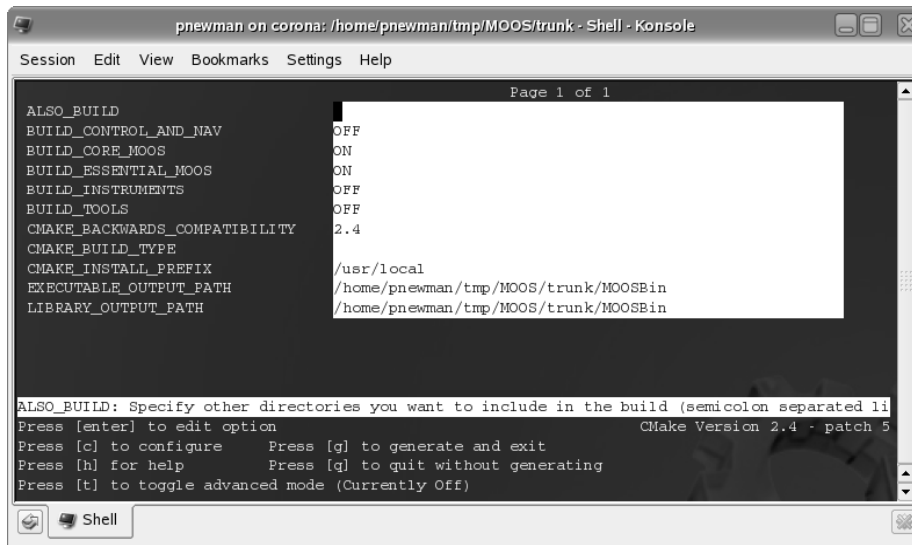 pnewman on corona: /home/pnewman/tmp/MOOS/trunk - Shell - Konsole
Session Edit View Bookmarks Settings Help
Page 1 of 1
ALSO_BUILD
BUILD_CONTROL_AND_NAV OFF
BUILD_CORE_MOOS ON
BUILD_ESSENTIAL_MOOS ON
BUILD_INSTRUMENTS OFF
BUILD_TOOLS OFF
CMAKE_BACKWARDS_COMPATIBILITY 2.4
CMAKE_BUILD_TYPE
CMAKE_INSTALL_PREFIX /usr/local
EXECUTABLE_OUTPUT_PATH /home/pnewman/tmp/MOOS/trunk/MOOSBin
LIBRARY_OUTPUT_PATH /home/pnewman/tmp/MOOS/trunk/MOOSBin
ALSO_BUILD: Specify other directories you want to include in the build (semicolon separated li
Press [enter] to edit option CMake Version 2.4 - patch 5
Press [c] to configure Press [g] to generate and exit
Press [h] for help Press [q] to quit without generating
Press [t] to toggle advanced mode (Currently Off)
Shell